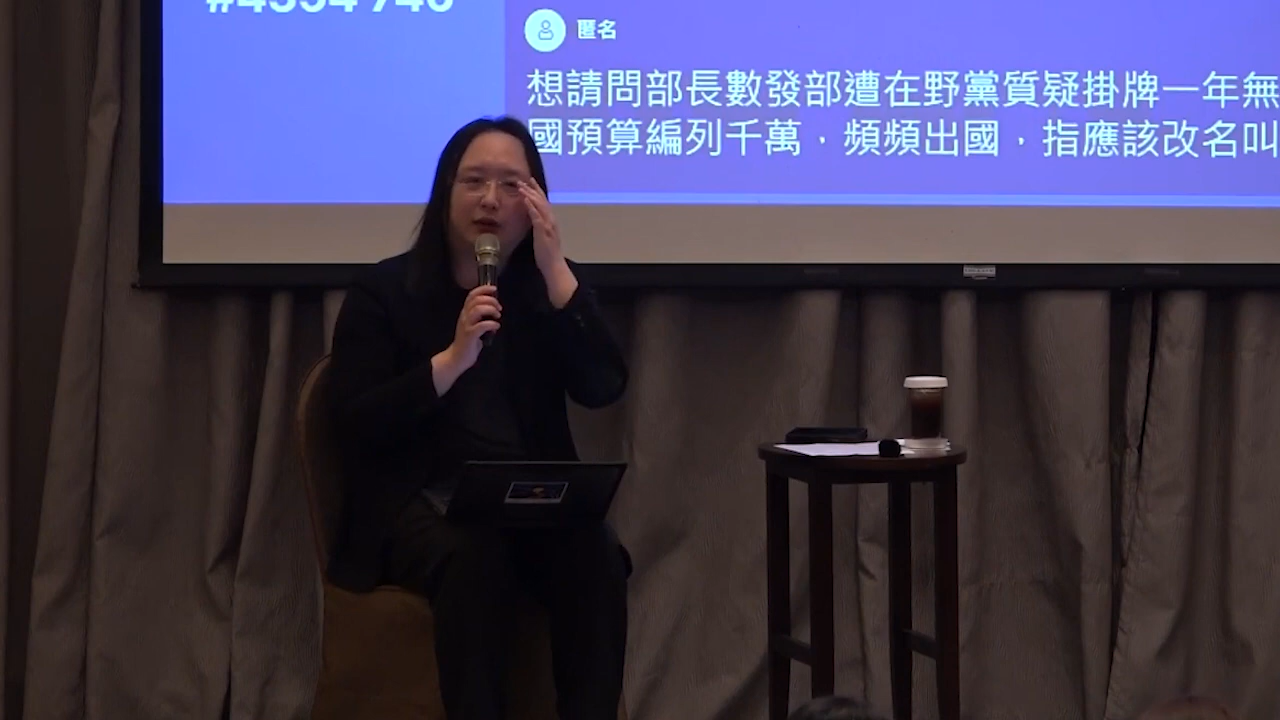 #4354 740
匿名
想請問部長數發部遭在野黨質疑掛牌一年無
國預算編列千萬，頻頻出國，指應該改名叫